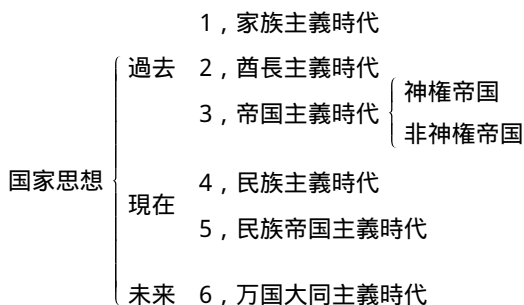 1，家族主義時代
過去 2，酋長主義時代
3，帝国主義時代
神権帝国
非神権帝国
国家思想
現在
4，民族主義時代
5，民族帝国主義時代
未来 6，万国大同主義時代